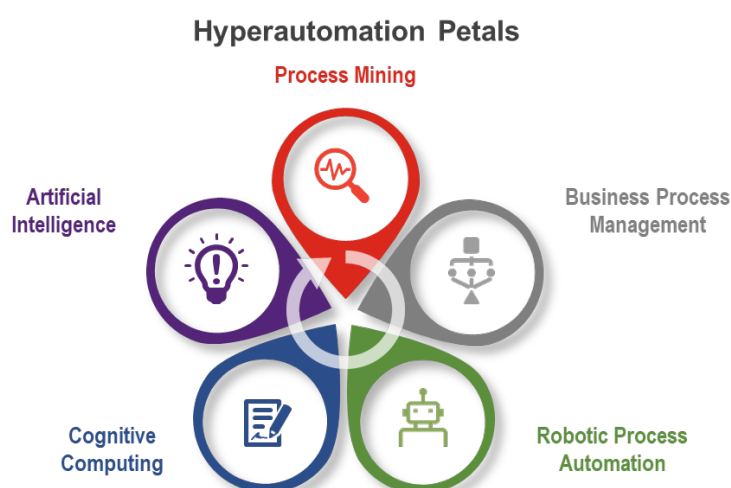 Hyperautomation Petals
Process Mining
Artificial
Intelligence
Business Process
Management
Cognitive
Computing
Robotic Process
Automation